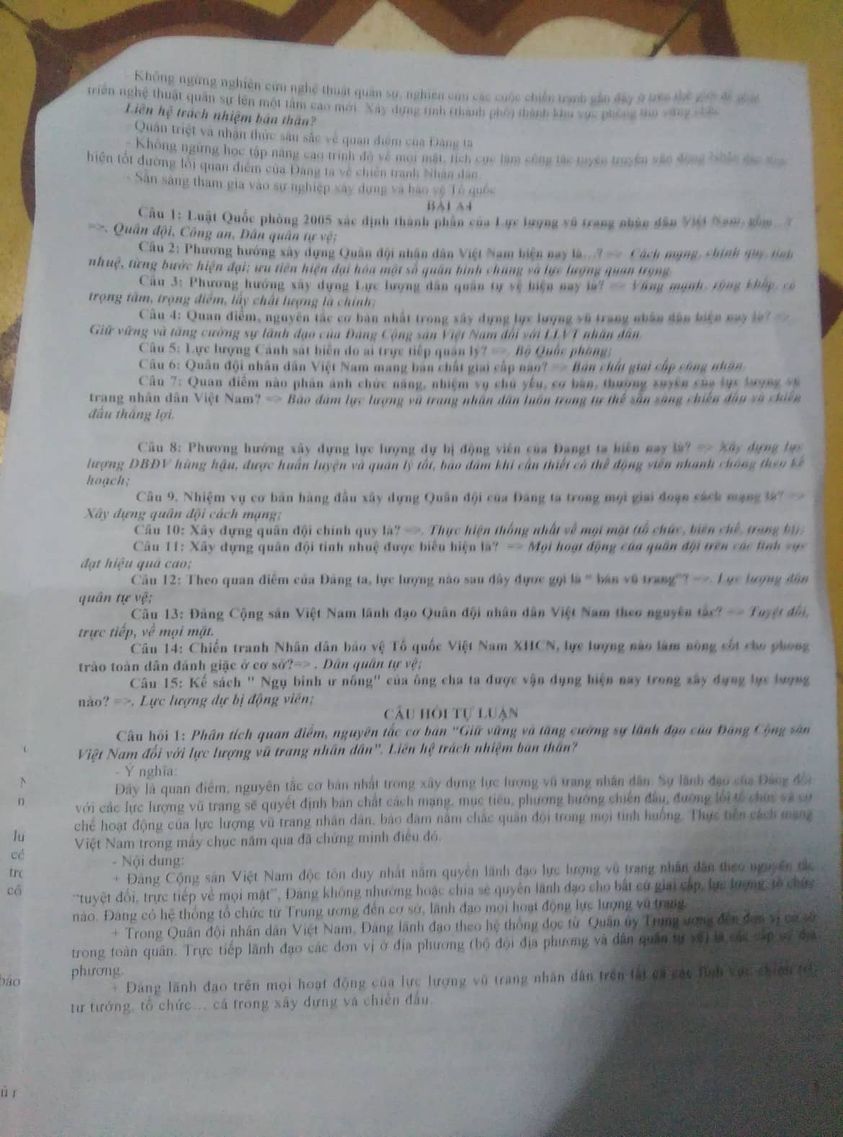 - Không ngừng nghiên cứu nghệ thuật quân sự, nghiên cứu các cuộc chiến tranh gần đây ở trên thế giới để phát
triển nghệ thuật quân sự lên một tầm cao mới. Xây dựng tỉnh (thành phố) thành khu vực phòng thủ vững chắc
Liên hệ trách nhiệm bản thân?
- Quán triệt và nhận thức sâu sắc về quan điểm của Đảng ta
- Không ngừng học tập nâng cao trình độ về mọi mặt, tích cực làm công tác tuyên truyền vận động nhân dân thực
hiện tốt đường lối quan điểm của Đảng ta về chiến tranh Nhân dân
- Sẵn sàng tham gia vào sự nghiệp xây dựng và bảo vệ Tổ quốc
BÀI A4
Câu 1: Luật Quốc phòng 2005 xác định thành phần của Lực lượng vũ trang nhân dân Việt Nam, gồm...?
=>. Quân đội, Công an, Dân quân tự vệ;
Câu 2: Phương hướng xây dựng Quân đội nhân dân Việt Nam hiện nay là...? => Cách mạng, chính quy, tinh
nhuệ, từng bước hiện đại; ưu tiên hiện đại hóa một số quân binh chủng và lực lượng quan trọng.
Câu 3: Phương hướng xây dựng Lực lượng dân quân tự vệ hiện nay là? => Vững mạnh, rộng khắp, có
trọng tâm, trọng điểm, lấy chất lượng là chính;
Câu 4: Quan điểm, nguyên tắc cơ bản nhất trong xây dựng lực lượng vũ trang nhân dân hiện nay là? =>.
Giữ vững và tăng cường sự lãnh đạo của Đảng Cộng sản Việt Nam đối với LLVT nhân dân.
Câu 5: Lực lượng Cảnh sát biển do ai trực tiếp quản lý? =>. Bộ Quốc phòng;
Câu 6: Quân đội nhân dân Việt Nam mang bản chất giai cấp nào? => Bản chất giai cấp công nhân.
Câu 7: Quan điểm nào phản ánh chức năng, nhiệm vụ chủ yếu, cơ bản, thường xuyên của lực lượng vũ
trang nhân dân Việt Nam? => Bảo đảm lực lượng vũ trang nhân dân luôn trong tư thế sẵn sàng chiến đấu và chiến
đấu thắng lợi.
Câu 8: Phương hướng xây dựng lực lượng dự bị động viên của Đangt ta hiện nay là? => Xây dựng lực
lượng DBĐV hùng hậu, được huấn luyện và quản lý tốt, bảo đảm khi cần thiết có thể động viên nhanh chóng theo kế
hoạch;
Câu 9. Nhiệm vụ cơ bản hàng đầu xây dựng Quân đội của Đảng ta trong mọi giai đoạn cách mạng là? =>
Xây dựng quân đội cách mạng;
Câu 10: Xây dựng quân đội chính quy là? =>. Thực hiện thống nhất về mọi mặt (tổ chức, biên chế, trang bị);
Câu 11: Xây dựng quân đội tinh nhuệ được biểu hiện là? => Mọi hoạt động của quân đội trên các lĩnh vực
đạt hiệu quả cao;
Câu 12: Theo quan điểm của Đảng ta, lực lượng nào sau đây được gọi là " bán vũ trang"? =>. Lực lượng dân
quân tự vệ;
Câu 13: Đảng Cộng sản Việt Nam lãnh đạo Quân đội nhân dân Việt Nam theo nguyên tắc? => Tuyệt đối,
trực tiếp, về mọi mặt.
Câu 14: Chiến tranh Nhân dân bảo vệ Tổ quốc Việt Nam XHCN, lực lượng nào làm nòng cốt cho phong
trào toàn dân đánh giặc ở cơ sở?=> . Dân quân tự vệ;
Câu 15: Kế sách " Ngụ binh ư nông" của ông cha ta được vận dụng hiện nay trong xây dựng lực lượng
nào? =>. Lực lượng dự bị động viên;
CÂU HỎI TỰ LUẬN
Câu hỏi 1: Phân tích quan điểm, nguyên tắc cơ bản "Giữ vững và tăng cường sự lãnh đạo của Đảng Cộng sản
Việt Nam đối với lực lượng vũ trang nhân dân". Liên hệ trách nhiệm bản thân?
- Ý nghĩa:
Đây là quan điểm, nguyên tắc cơ bản nhất trong xây dựng lực lượng vũ trang nhân dân. Sự lãnh đạo của Đảng đối
với các lực lượng vũ trang sẽ quyết định bản chất cách mạng, mục tiêu, phương hướng chiến đấu, đường lối tổ chức và cơ
chế hoạt động của lực lượng vũ trang nhân dân, bảo đảm nắm chắc quân đội trong mọi tình huống. Thực tiễn cách mạng
Việt Nam trong mấy chục năm qua đã chứng minh điều đó.
- Nội dung:
+ Đảng Cộng sản Việt Nam độc tôn duy nhất nắm quyền lãnh đạo lực lượng vũ trang nhân dân theo nguyên tắc
"tuyệt đối, trực tiếp về mọi mặt", Đảng không nhường hoặc chia sẻ quyền lãnh đạo cho bất cứ giai cấp, lực lượng, tổ chức
nào. Đảng có hệ thống tổ chức từ Trung ương đến cơ sở, lãnh đạo mọi hoạt động lực lượng vũ trang.
+ Trong Quân đội nhân dân Việt Nam, Đảng lãnh đạo theo hệ thống dọc từ Quân ủy Trung ương đến đơn vị cơ sở
trong toàn quân. Trực tiếp lãnh đạo các đơn vị ở địa phương (bộ đội địa phương và dân quân tự vệ) là các cấp uỷ địa
phương.
+ Đảng lãnh đạo trên mọi hoạt động của lực lượng vũ trang nhân dân trên tất cả các lĩnh vực chính trị,
tư tưởng, tổ chức... cả trong xây dựng và chiến đấu.
N
n
lu
trc
cô
bảo